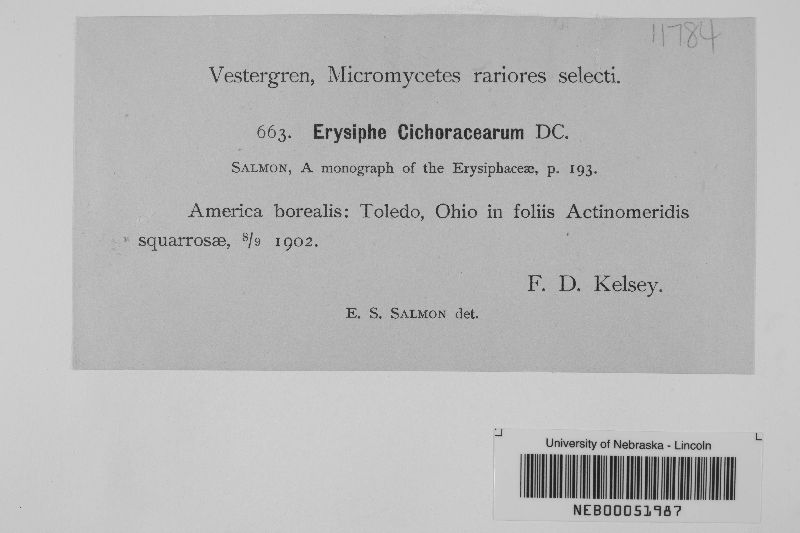 11784
Vestergren, Micromycetes rariores selecti.
663. Erysiphe Cichoracearum DC.
SALMON, A monograph of the Erysiphaceæ, p. 193.
America borealis: Toledo, Ohio in foliis Actinomeridis
squarrosæ, 8/9 1902.
F. D. Kelsey.
E. S. SALMON det.
University of Nebraska - Lincoln
NEB00051987